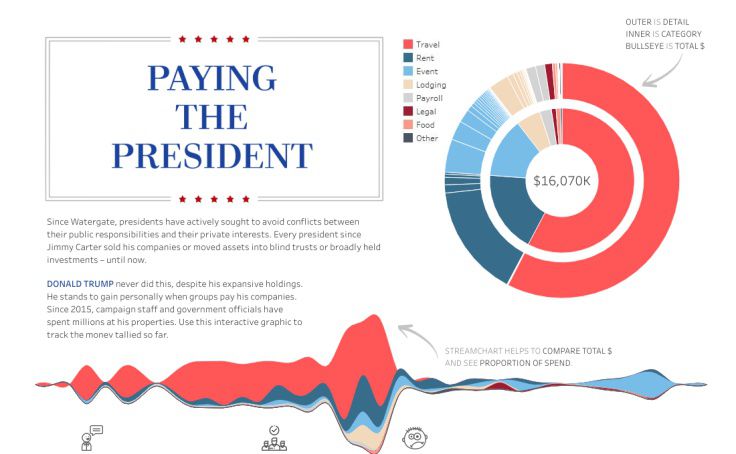 OUTER IS DETAIL
INNER IS CATEGORY
BULLSEYE IS TOTAL $
PAYING
THE
PRESIDENT
Travel
Rent
Event
Lodging
Payroll
Legal
Food
Other
$16,070K
Since Watergate, presidents have actively sought to avoid conflicts between
their public responsibilities and their private interests. Every president since
Jimmy Carter sold his companies or moved assets into blind trusts or broadly held
investments – until now.
DONALD TRUMP never did this, despite his expansive holdings.
He stands to gain personally when groups pay his companies.
Since 2015, campaign staff and government officials have
spent millions at his properties. Use this interactive graphic to
track the money tallied so far.
STREAMCHART HELPS TO COMPARE TOTAL $
AND SEE PROPORTION OF SPEND.